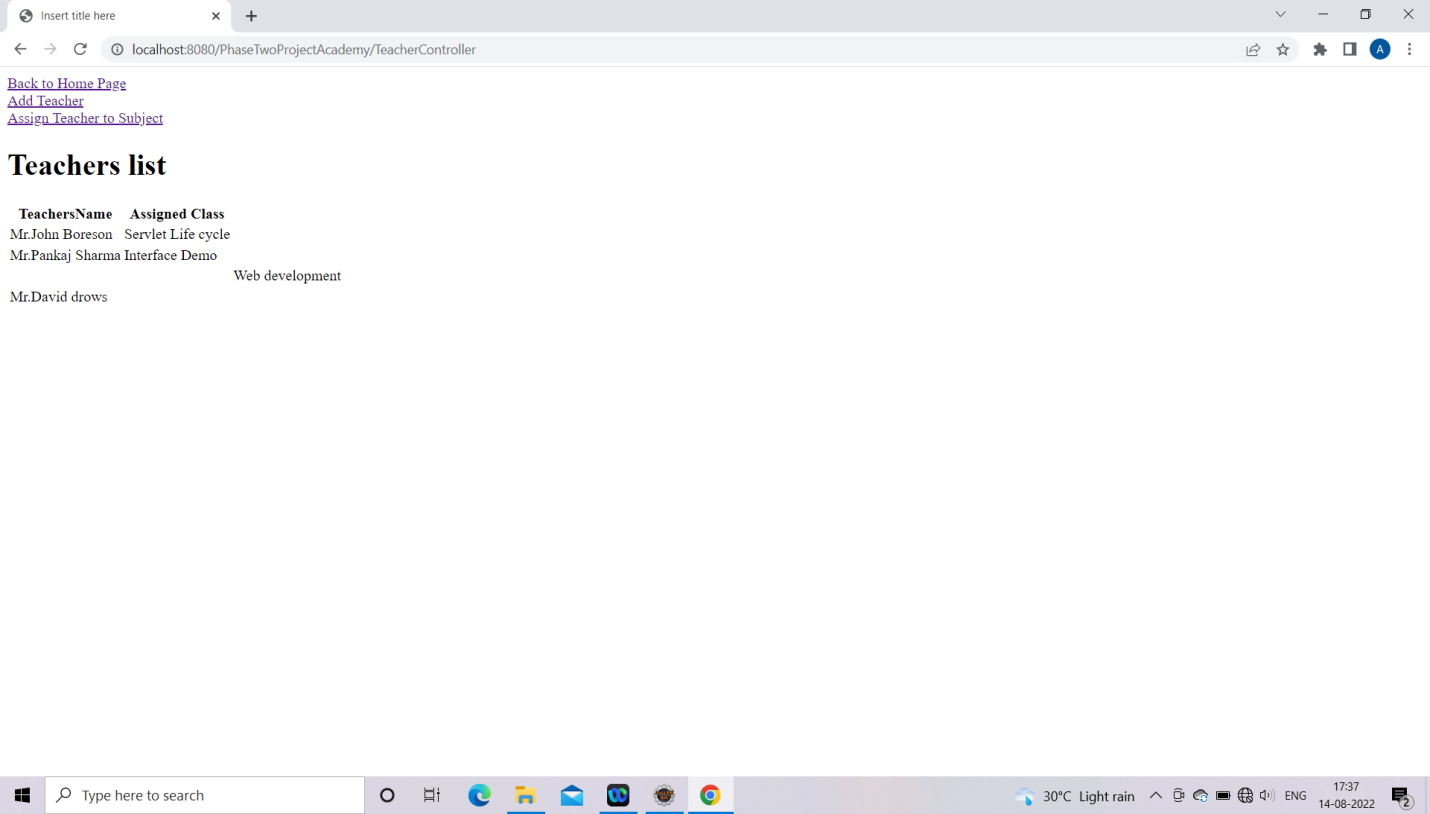 Insert title here
localhost:8080/PhaseTwoProjectAcademy/TeacherController
A
Back to Home Page
Add Teacher
Assign Teacher to Subject
Teachers list
TeachersName Assigned Class
Mr.John Boreson Servlet Life cycle
Mr.Pankaj Sharma Interface Demo
Web development
Mr.David drows
Type here to search
30°C Light rain
ENG
17:37
14-08-2022
2